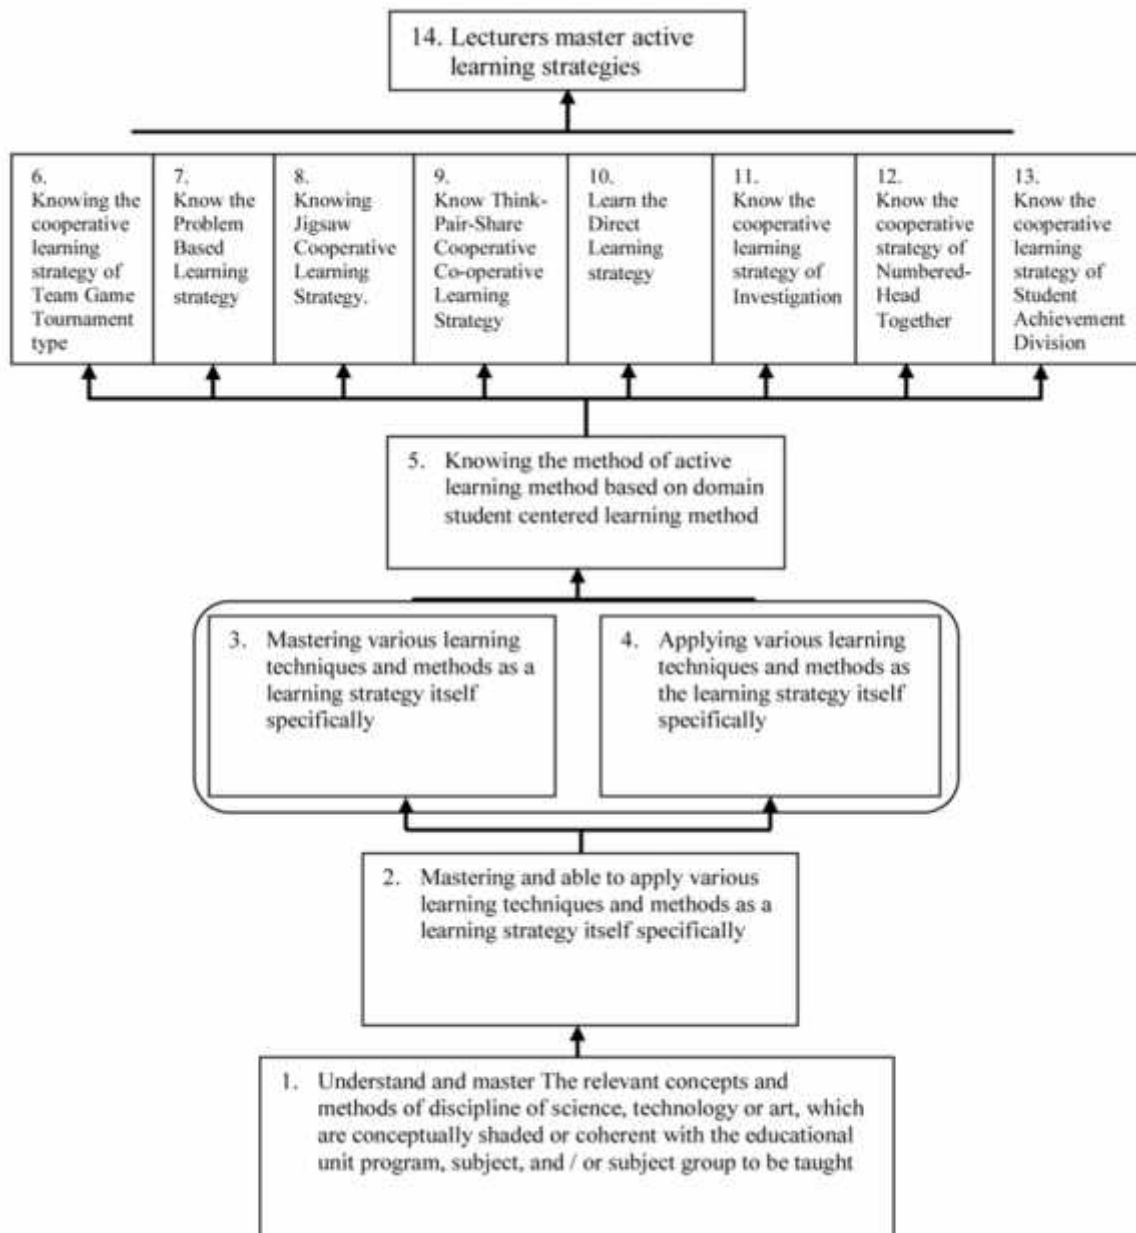 14. Lecturers master active
learning strategies
6.
Knowing the
cooperative
learning
strategy of
Team Game
Tournament
type
7.
Know the
Problem
Based
Learning
strategy
8.
Knowing
Jigsaw
Cooperative
Learning
Strategy.
9.
Know Think-
Pair-Share
Cooperative
Co-operative
Learning
Strategy
10.
Learn the
Direct
Learning
strategy
11.
Know the
cooperative
learning
strategy of
Investigation
12.
Know the
cooperative
strategy of
Numbered-
Head
Together
13.
Know the
cooperative
learning
strategy of
Student
Achievement
Division
5. Knowing the method of active
learning method based on domain
student centered learning method
3. Mastering various learning
techniques and methods as a
learning strategy itself
specifically
4. Applying various learning
techniques and methods as
the learning strategy itself
specifically
2. Mastering and able to apply various
learning techniques and methods as a
learning strategy itself specifically
1. Understand and master The relevant concepts and
methods of discipline of science, technology or art, which
are conceptually shaded or coherent with the educational
unit program, subject, and / or subject group to be taught